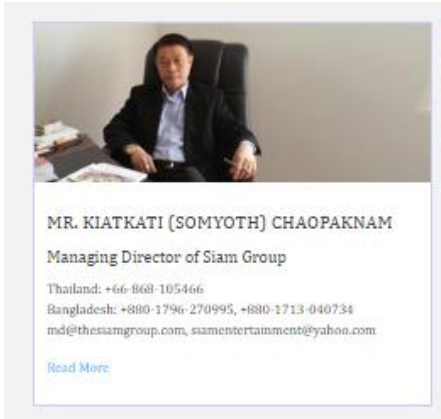 MR. KIATKATI (SOMYOTH) CHAOPAKNAM
Managing Director of Siam Group
Thailand: +66-868-105466
Bangladesh: +880-1796-270995, +880-1713-040734
md@thesiamgroup.com, siamentertainment@yahoo.com
Read More